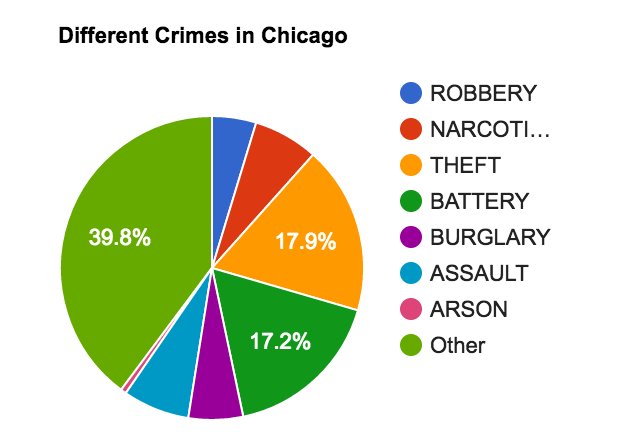 Different Crimes in Chicago
ROBBERY
NARCOTI…
THEFT
BATTERY
BURGLARY
ASSAULT
ARSON
Other
39.8%
17.9%
17.2%